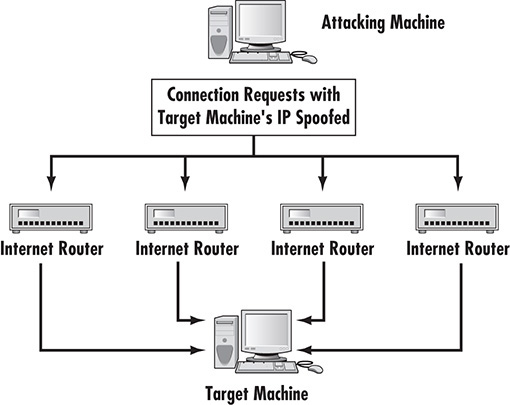 Attacking Machine
Connection Requests with
Target Machine's IP Spoofed
Internet Router
Internet Router
Internet Router
Internet Router
Target Machine